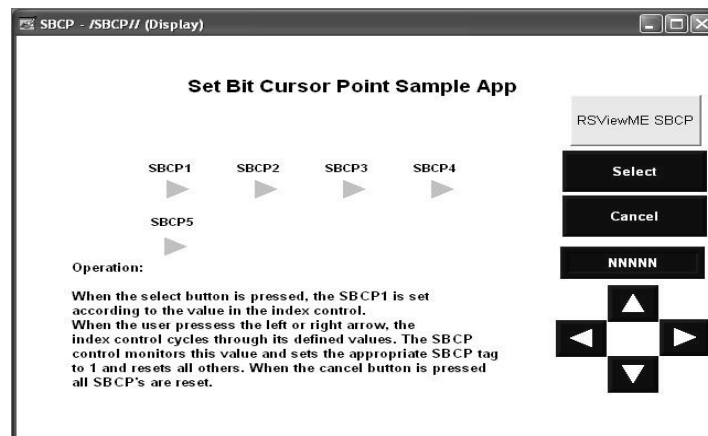 SBCP - /SBCP// (Display)
Set Bit Cursor Point Sample App
RSViewME SBCP
SBCP1 SBCP2 SBCP3 SBCP4
Select
Cancel
SBCP5
NNNNN
Operation:
When the select button is pressed, the SBCP1 is set
according to the value in the index control.
When the user pressess the left or right arrow, the
index control cycles through its defined values. The SBCP
control monitors this value and sets the appropriate SBCP tag
to 1 and resets all others. When the cancel button is pressed
all SBCP's are reset.